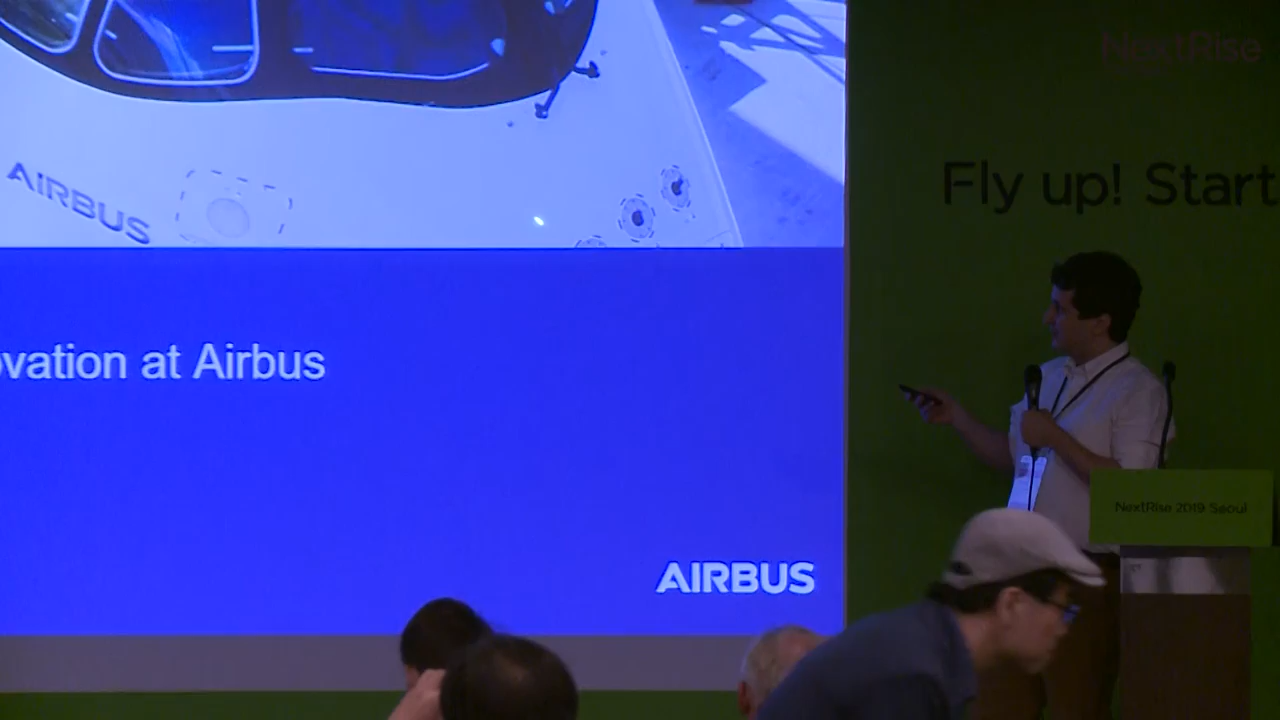 NextRise
Fly up! Start
AIRBUS
ovation at Airbus
NextRise 2019 Seoul
AIRBUS